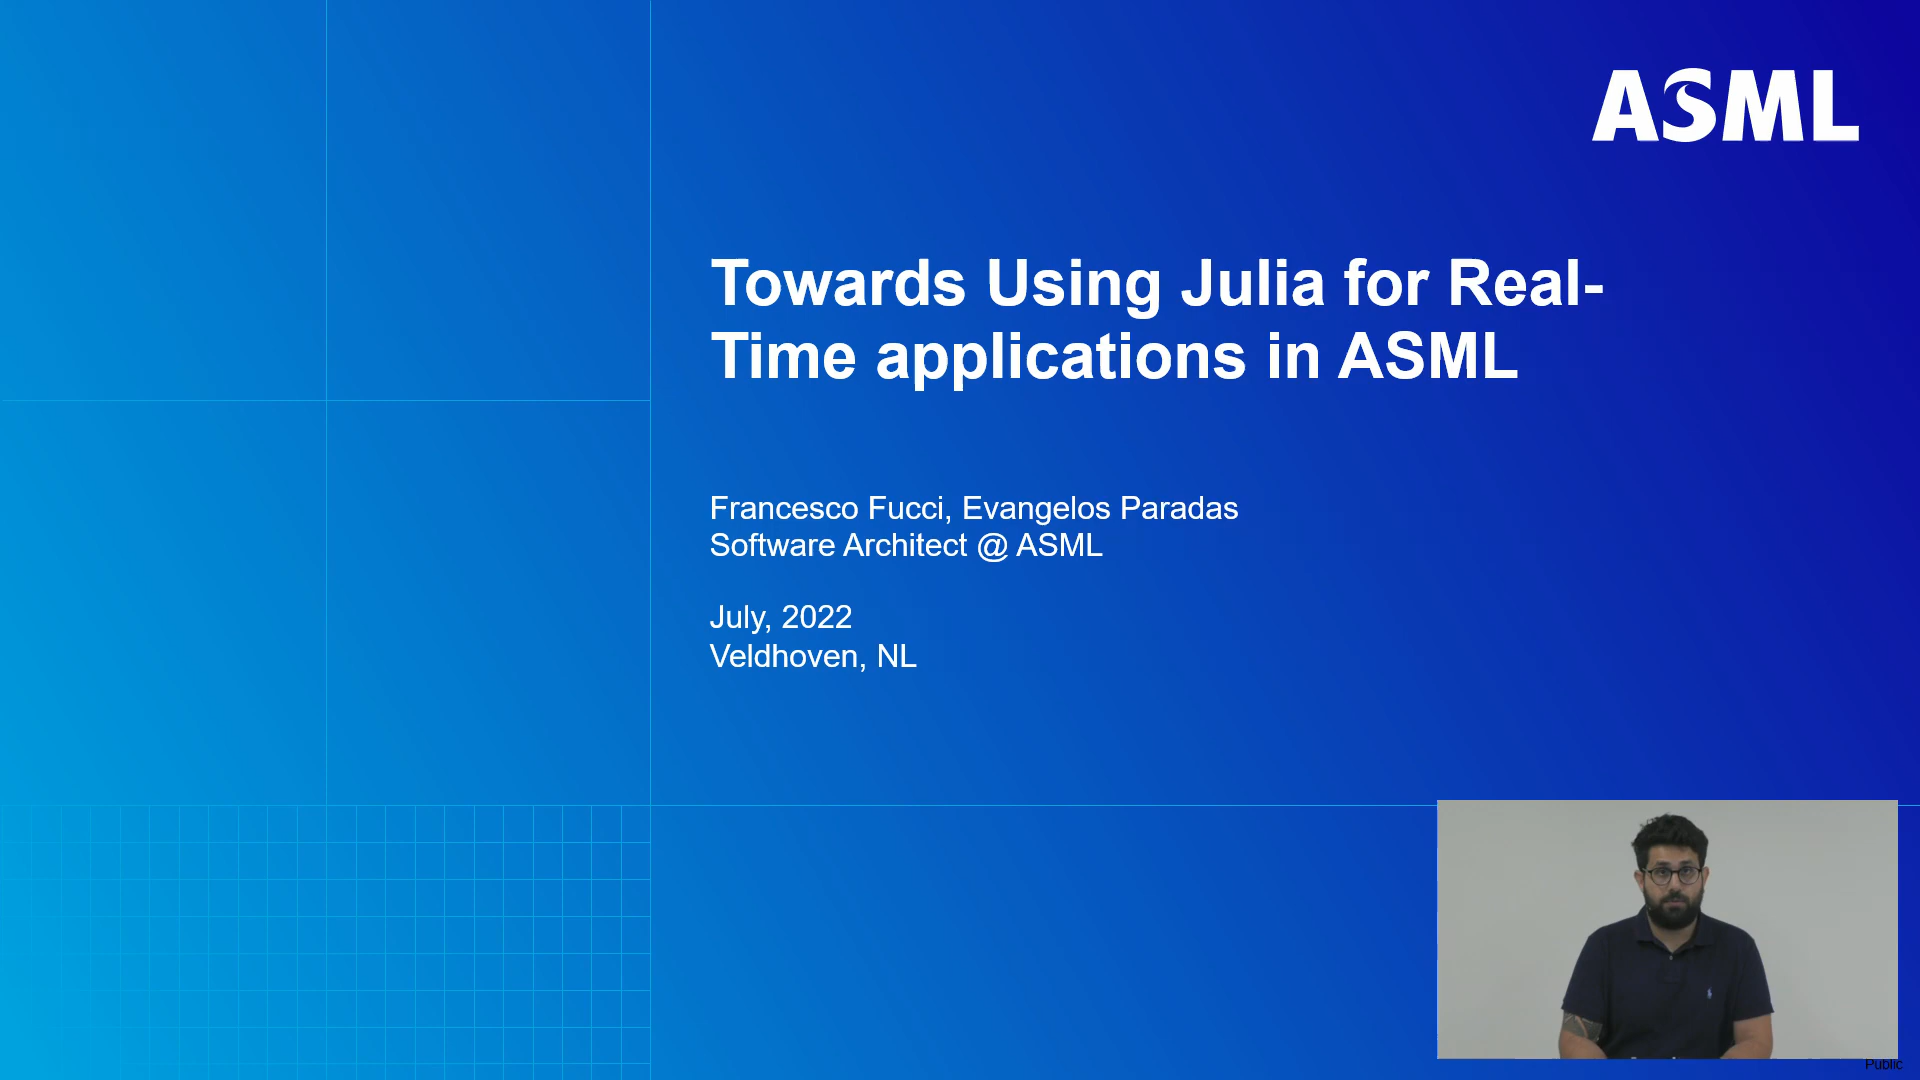 ASML
Towards Using Julia for Real-
Time applications in ASML
Francesco Fucci, Evangelos Paradas
Software Architect @ ASML
July, 2022
Veldhoven, NL
Public